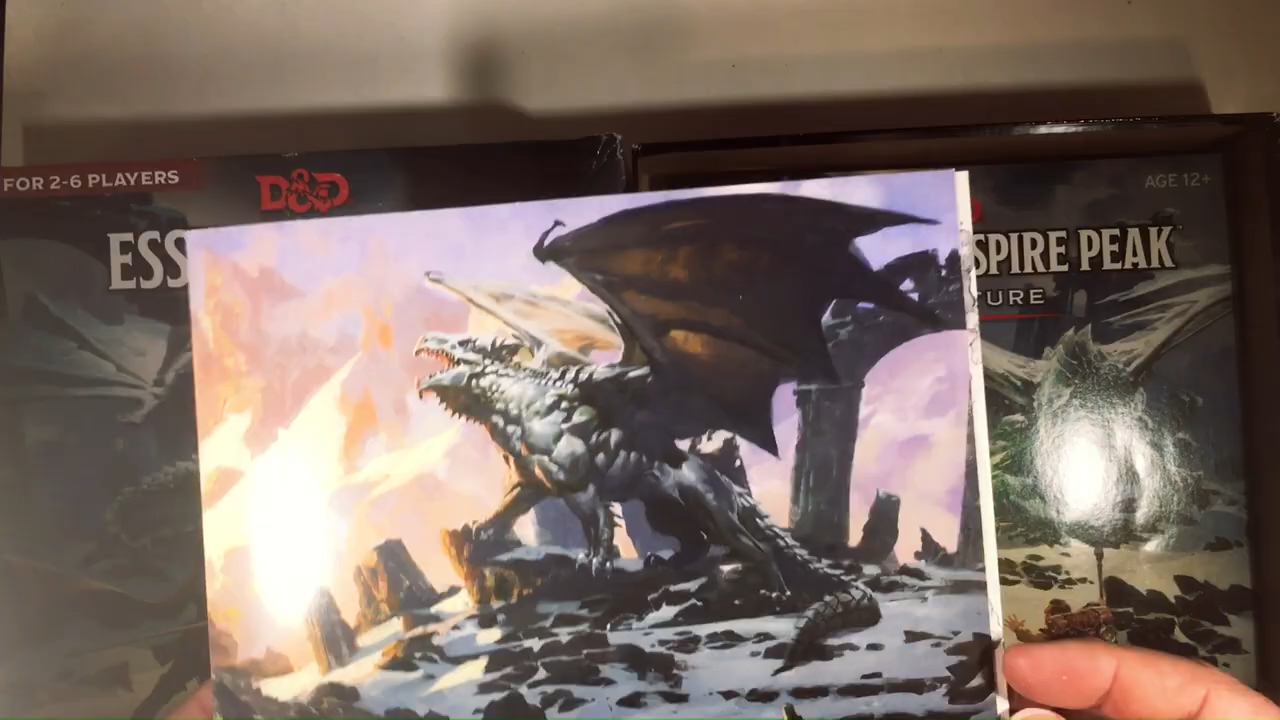 FOR 2-6 PLAYERS
D&D
ESS
AGE 12+
SPIRE PEAK
TURE